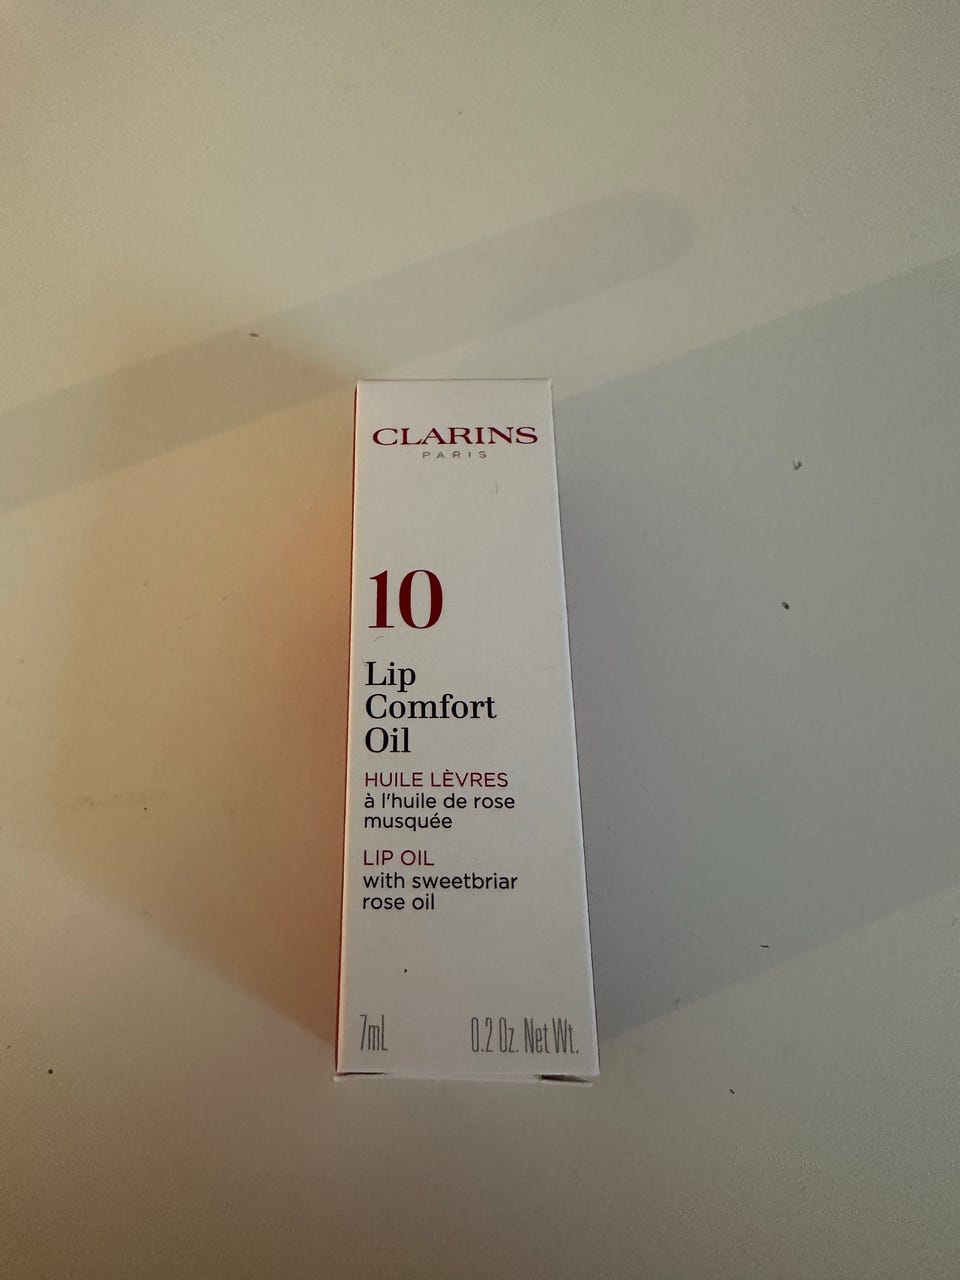 CLARINS
PARIS
10
Lip
Comfort
Oil
HUILE LÈVRES
à l'huile de rose
musquée
LIP OIL
with sweetbriar
rose oil
7mL 0.2 Oz. Net Wt.